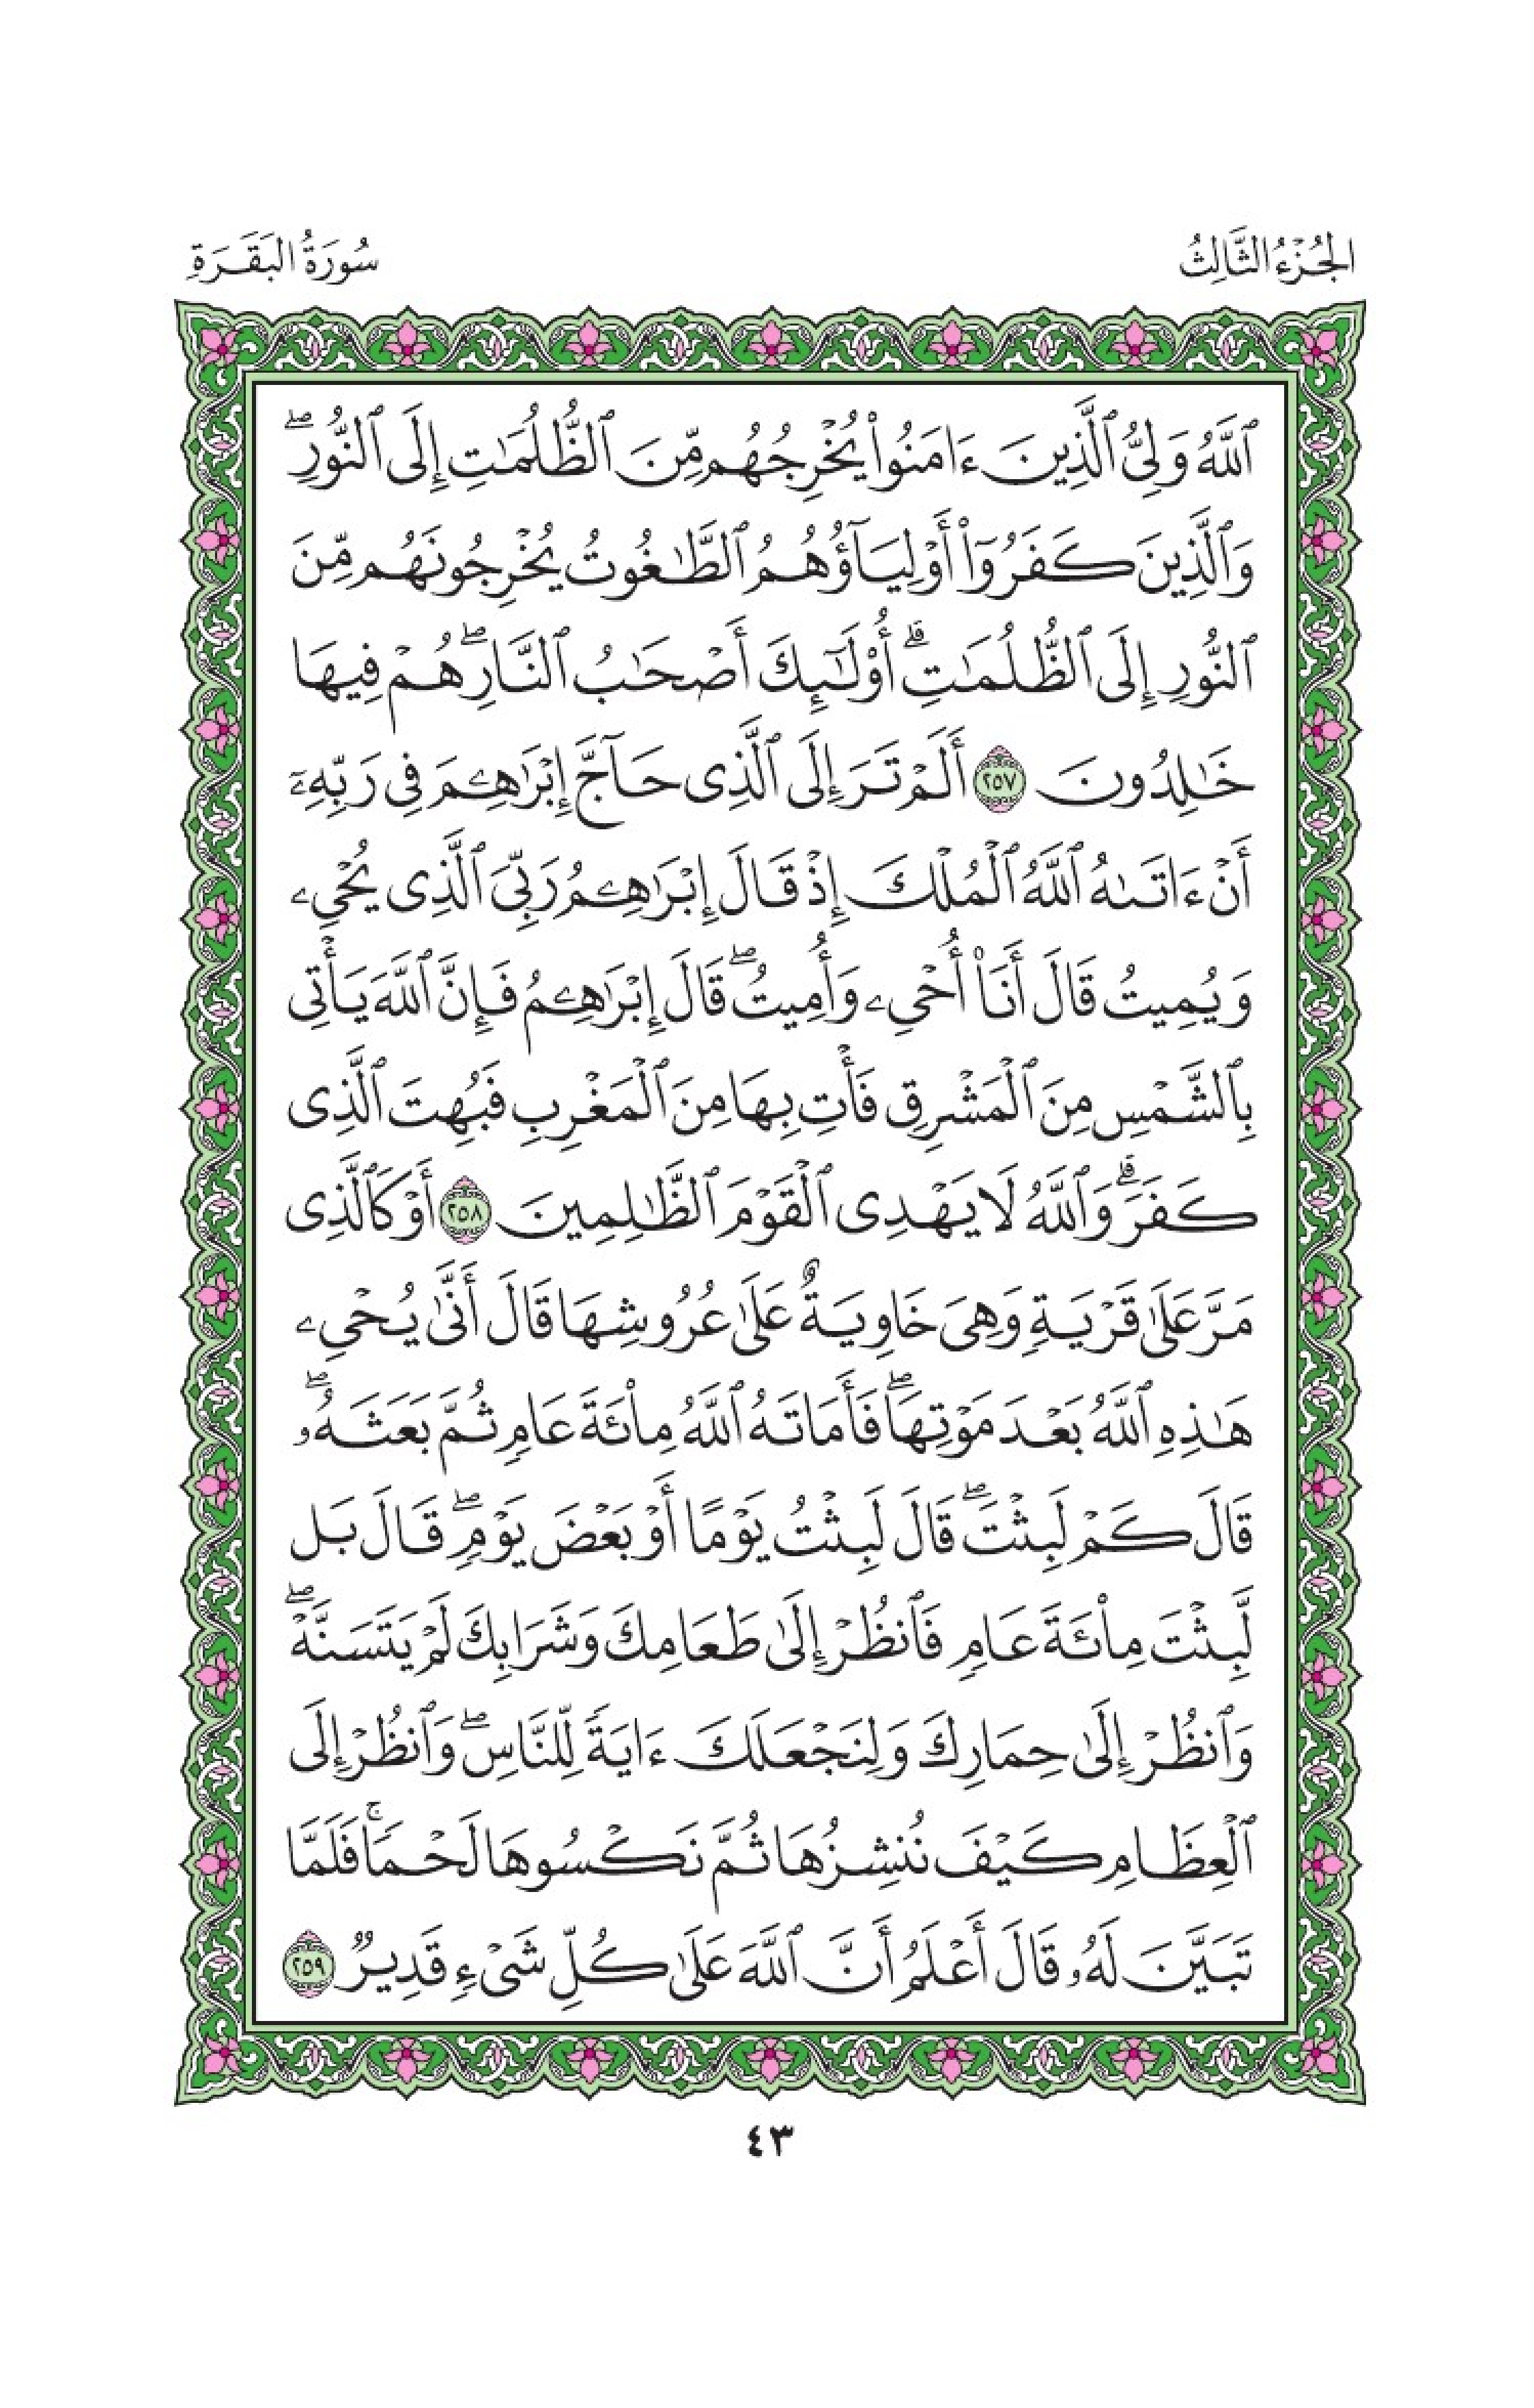 الجُزْءُ الثَّالِثُ
سُورَةُ البَقَرَةِ
ٱللَّهُ وَلِيُّ ٱلَّذِينَ ءَامَنُوا۟ يُخْرِجُهُم مِّنَ ٱلظُّلُمَٰتِ إِلَى ٱلنُّورِۖ
وَٱلَّذِينَ كَفَرُوٓا۟ أَوْلِيَآؤُهُمُ ٱلطَّٰغُوتُ يُخْرِجُونَهُم مِّنَ
ٱلنُّورِ إِلَى ٱلظُّلُمَٰتِۗ أُو۟لَٰٓئِكَ أَصْحَٰبُ ٱلنَّارِۖ هُمْ فِيهَا
خَٰلِدُونَ ٢٥٧ أَلَمْ تَرَ إِلَى ٱلَّذِى حَآجَّ إِبْرَٰهِـۧمَ فِى رَبِّهِۦٓ
أَنْ ءَاتَىٰهُ ٱللَّهُ ٱلْمُلْكَ إِذْ قَالَ إِبْرَٰهِـۧمُ رَبِّىَ ٱلَّذِى يُحْىِۦ
وَيُمِيتُ قَالَ أَنَا۠ أُحْىِۦ وَأُمِيتُۖ قَالَ إِبْرَٰهِـۧمُ فَإِنَّ ٱللَّهَ يَأْتِى
بِٱلشَّمْسِ مِنَ ٱلْمَشْرِقِ فَأْتِ بِهَا مِنَ ٱلْمَغْرِبِ فَبُهِتَ ٱلَّذِى
كَفَرَۗ وَٱللَّهُ لَا يَهْدِى ٱلْقَوْمَ ٱلظَّٰلِمِينَ ٢٥٨ أَوْ كَٱلَّذِى
مَرَّ عَلَىٰ قَرْيَةٍ وَهِىَ خَاوِيَةٌ عَلَىٰ عُرُوشِهَا قَالَ أَنَّىٰ يُحْىِۦ
هَٰذِهِ ٱللَّهُ بَعْدَ مَوْتِهَاۖ فَأَمَاتَهُ ٱللَّهُ مِا۟ئَةَ عَامٍ ثُمَّ بَعَثَهُۥۖ
قَالَ كَمْ لَبِثْتَۖ قَالَ لَبِثْتُ يَوْمًا أَوْ بَعْضَ يَوْمٍۖ قَالَ بَل
لَّبِثْتَ مِا۟ئَةَ عَامٍ فَٱنظُرْ إِلَىٰ طَعَامِكَ وَشَرَابِكَ لَمْ يَتَسَنَّهْۖ
وَٱنظُرْ إِلَىٰ حِمَارِكَ وَلِنَجْعَلَكَ ءَايَةً لِّلنَّاسِۖ وَٱنظُرْ إِلَى
ٱلْعِظَامِ كَيْفَ نُنشِزُهَا ثُمَّ نَكْسُوهَا لَحْمًاۚ فَلَمَّا
تَبَيَّنَ لَهُۥ قَالَ أَعْلَمُ أَنَّ ٱللَّهَ عَلَىٰ كُلِّ شَىْءٍ قَدِيرٌ ٢٥٩
٤٣